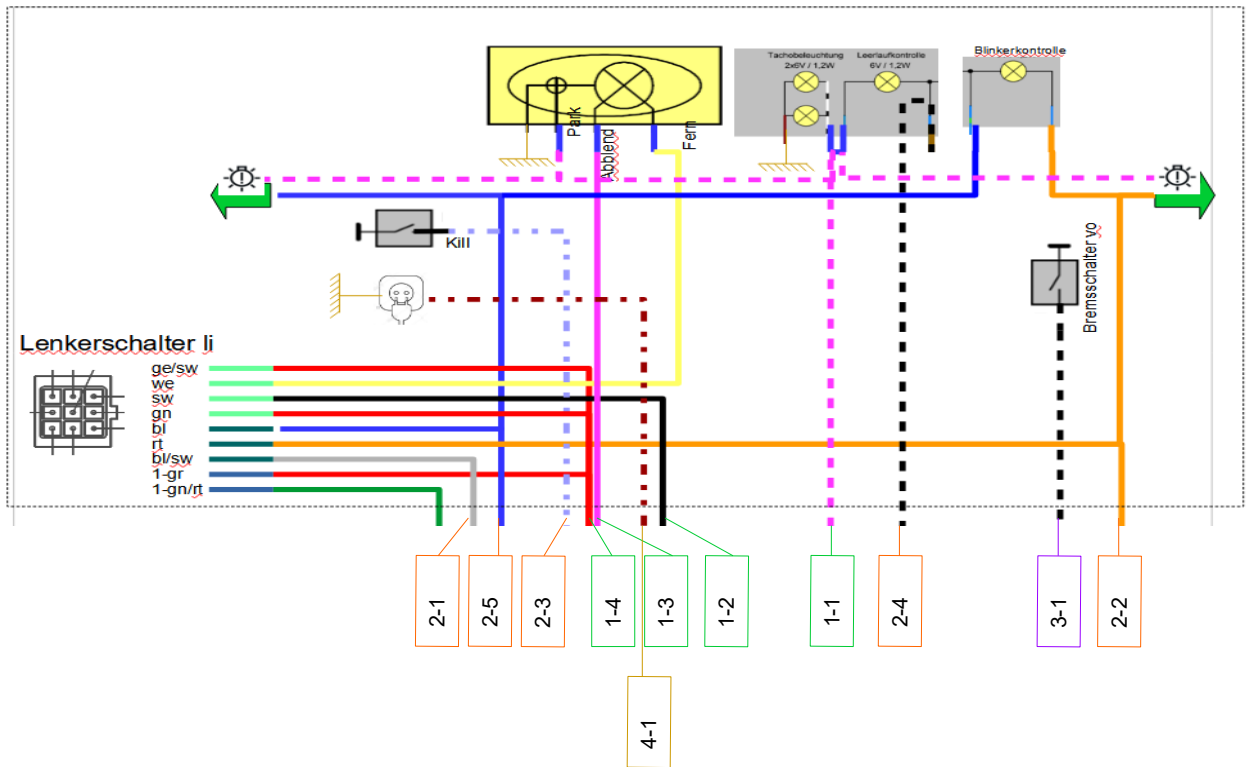 Tachobeleuchtung
2x6V / 1,2W
Leerlaufkontrolle
6V / 1,2W
Blinkerkontrolle
Park
Abblend
Fern
Kill
Bremsschalter vo
Lenkerschalter li
ge/sw
we
sw
gn
bl
rt
bl/sw
1-gr
1-gn/rt
2-1
2-5
2-3
1-4
1-3
1-2
1-1
2-4
3-1
2-2
4-1